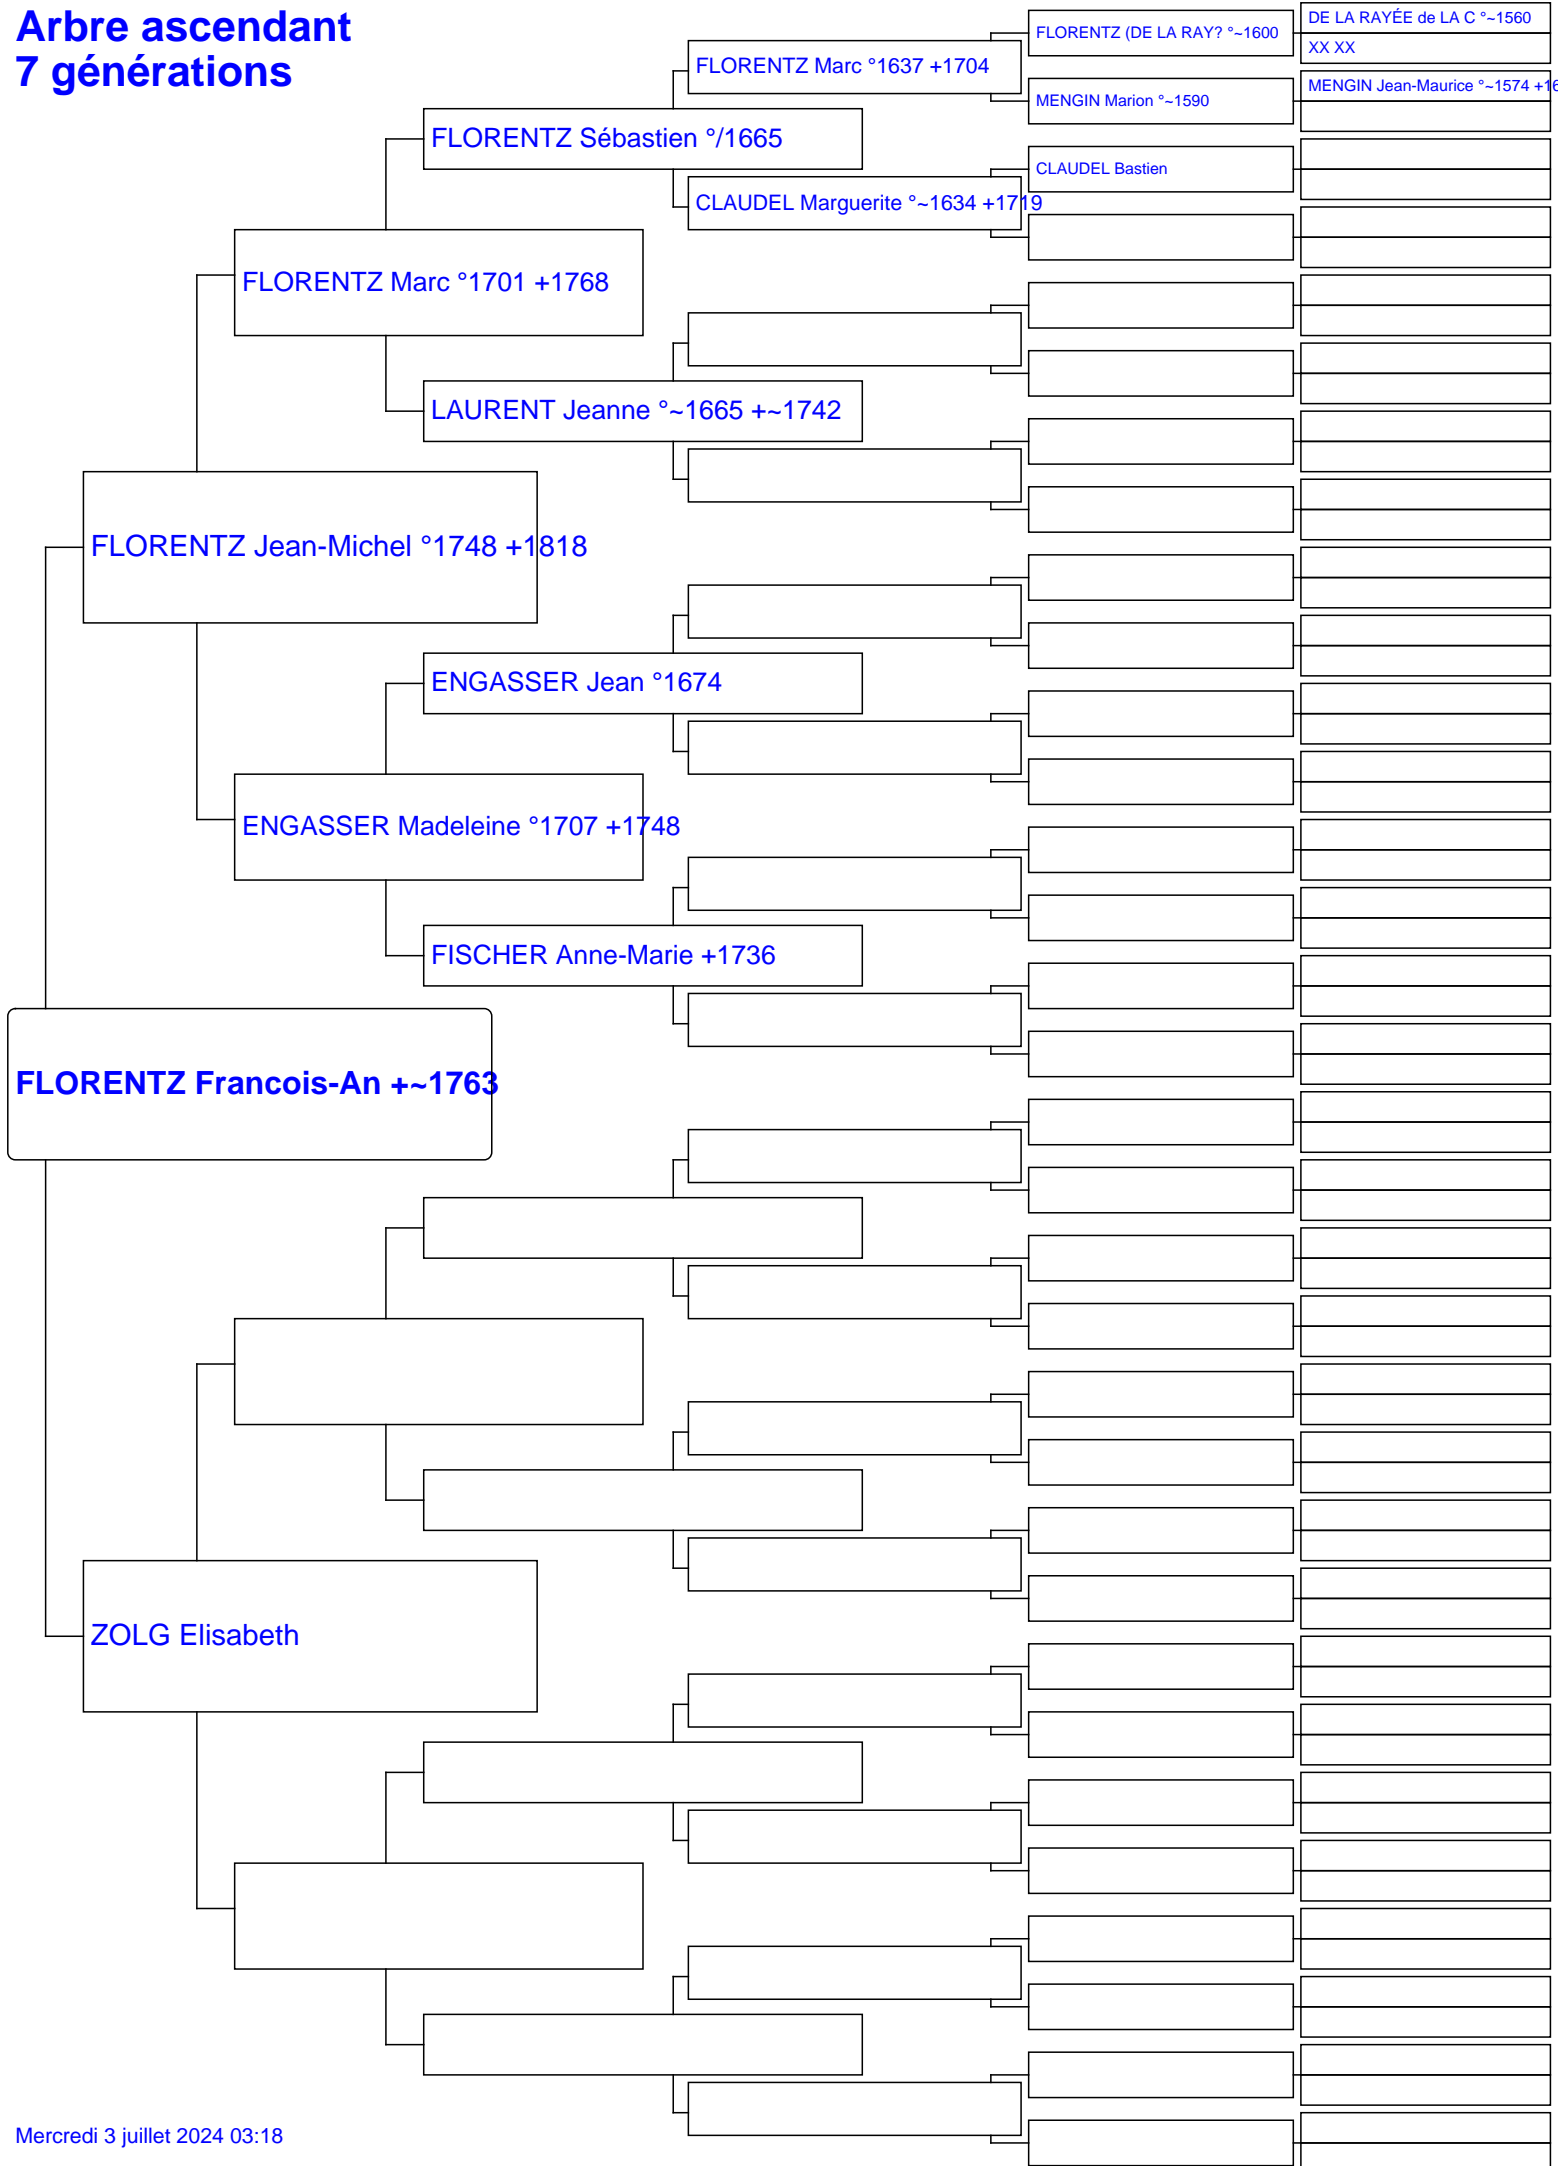 Arbre ascendant
7 générations
DE LA RAYÉE de LA C °~1560
FLORENTZ (DE LA RAY? °~1600
XX XX
FLORENTZ Marc °1637 +1704
MENGIN Jean-Maurice °~1574 +16
MENGIN Marion °~1590
FLORENTZ Sébastien °/1665
CLAUDEL Bastien
CLAUDEL Marguerite °~1634 +1719
FLORENTZ Marc °1701 +1768
LAURENT Jeanne °~1665 +~1742
FLORENTZ Jean-Michel °1748 +1818
ENGASSER Jean °1674
ENGASSER Madeleine °1707 +1748
FISCHER Anne-Marie +1736
FLORENTZ Francois-An +~1763
ZOLG Elisabeth
Mercredi 3 juillet 2024 03:18